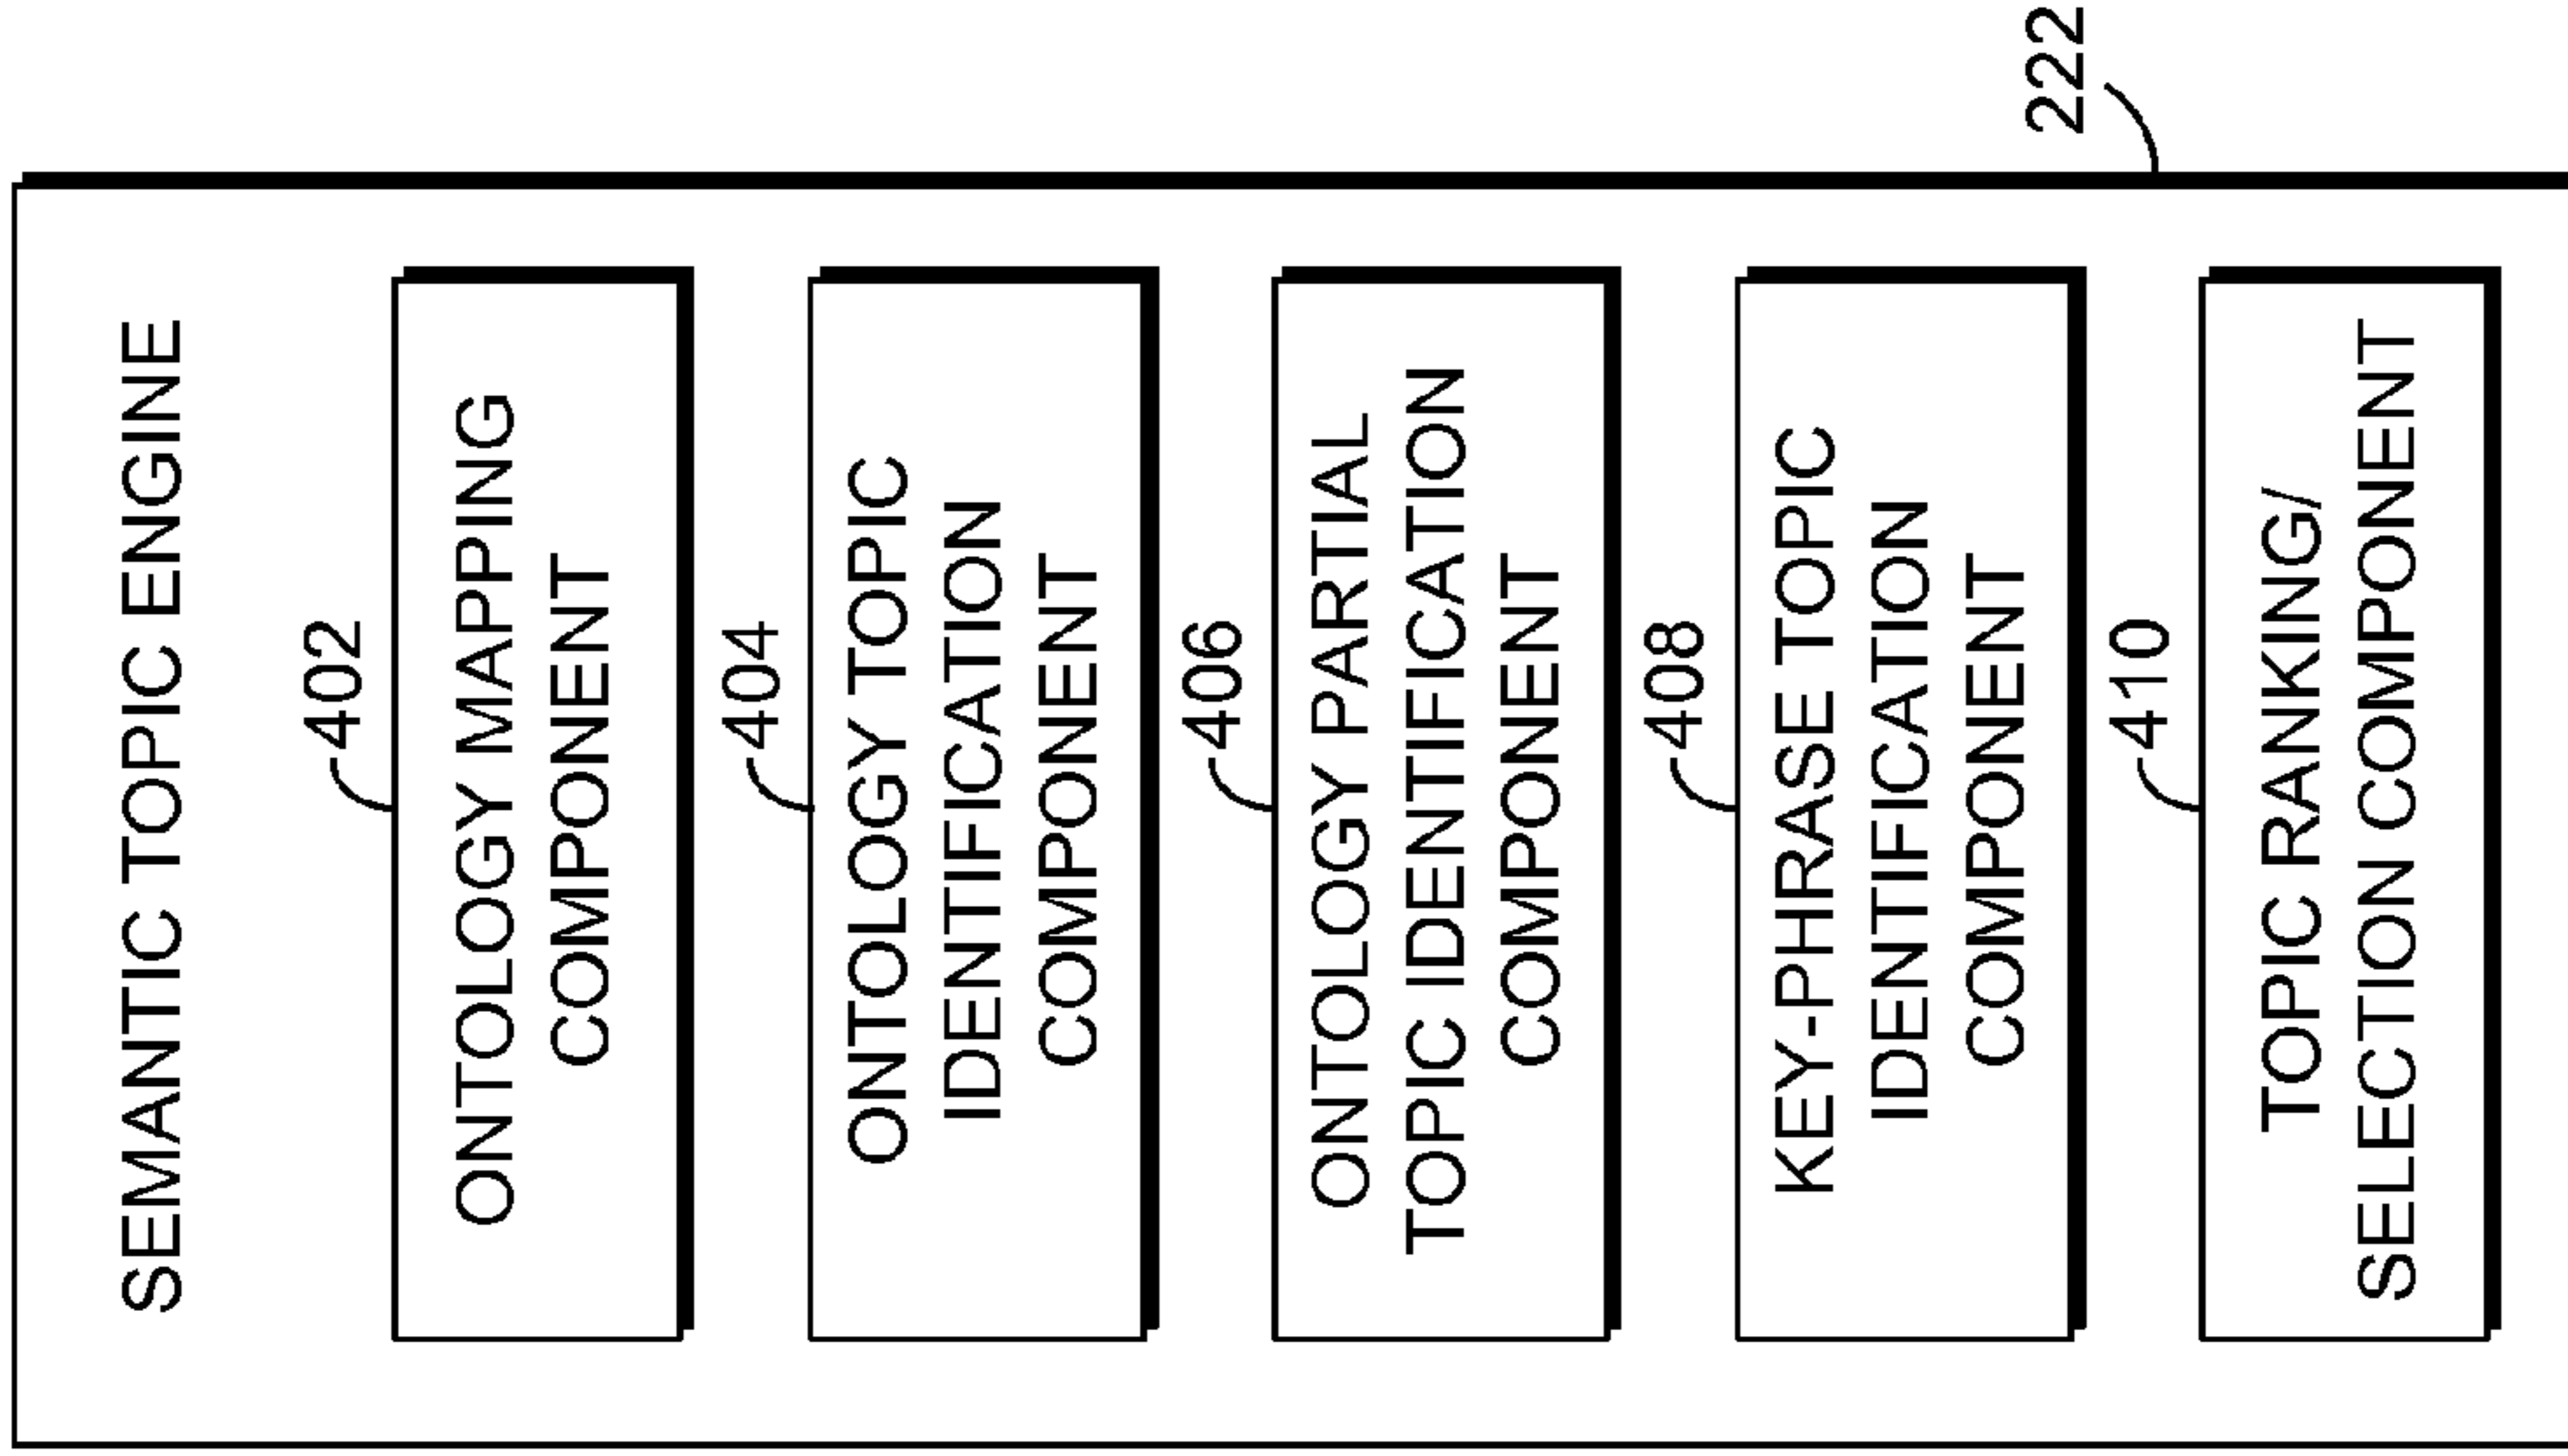 SEMANTIC TOPIC ENGINE
402
ONTOLOGY MAPPING
COMPONENT
404
ONTOLOGY TOPIC
IDENTIFICATION
COMPONENT
406
ONTOLOGY PARTIAL
TOPIC IDENTIFICATION
COMPONENT
408
KEY-PHRASE TOPIC
IDENTIFICATION
COMPONENT
222
410
TOPIC RANKING/
SELECTION COMPONENT